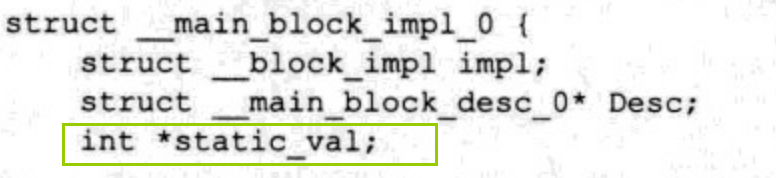 struct __main_block_impl_0 {
struct __block_impl impl;
struct __main_block_desc_0* Desc;
int *static_val;